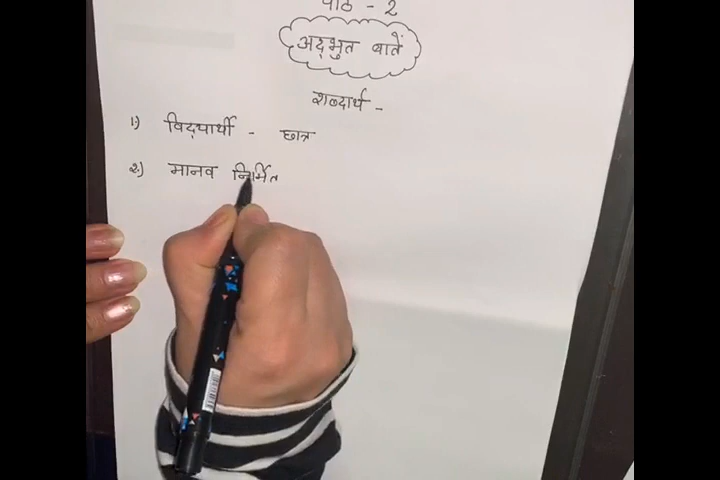 पाठ - 2
अद्भुत बातें
शब्दार्थ -
1.) विद्यार्थी - छात्र
2.) मानव निर्मित